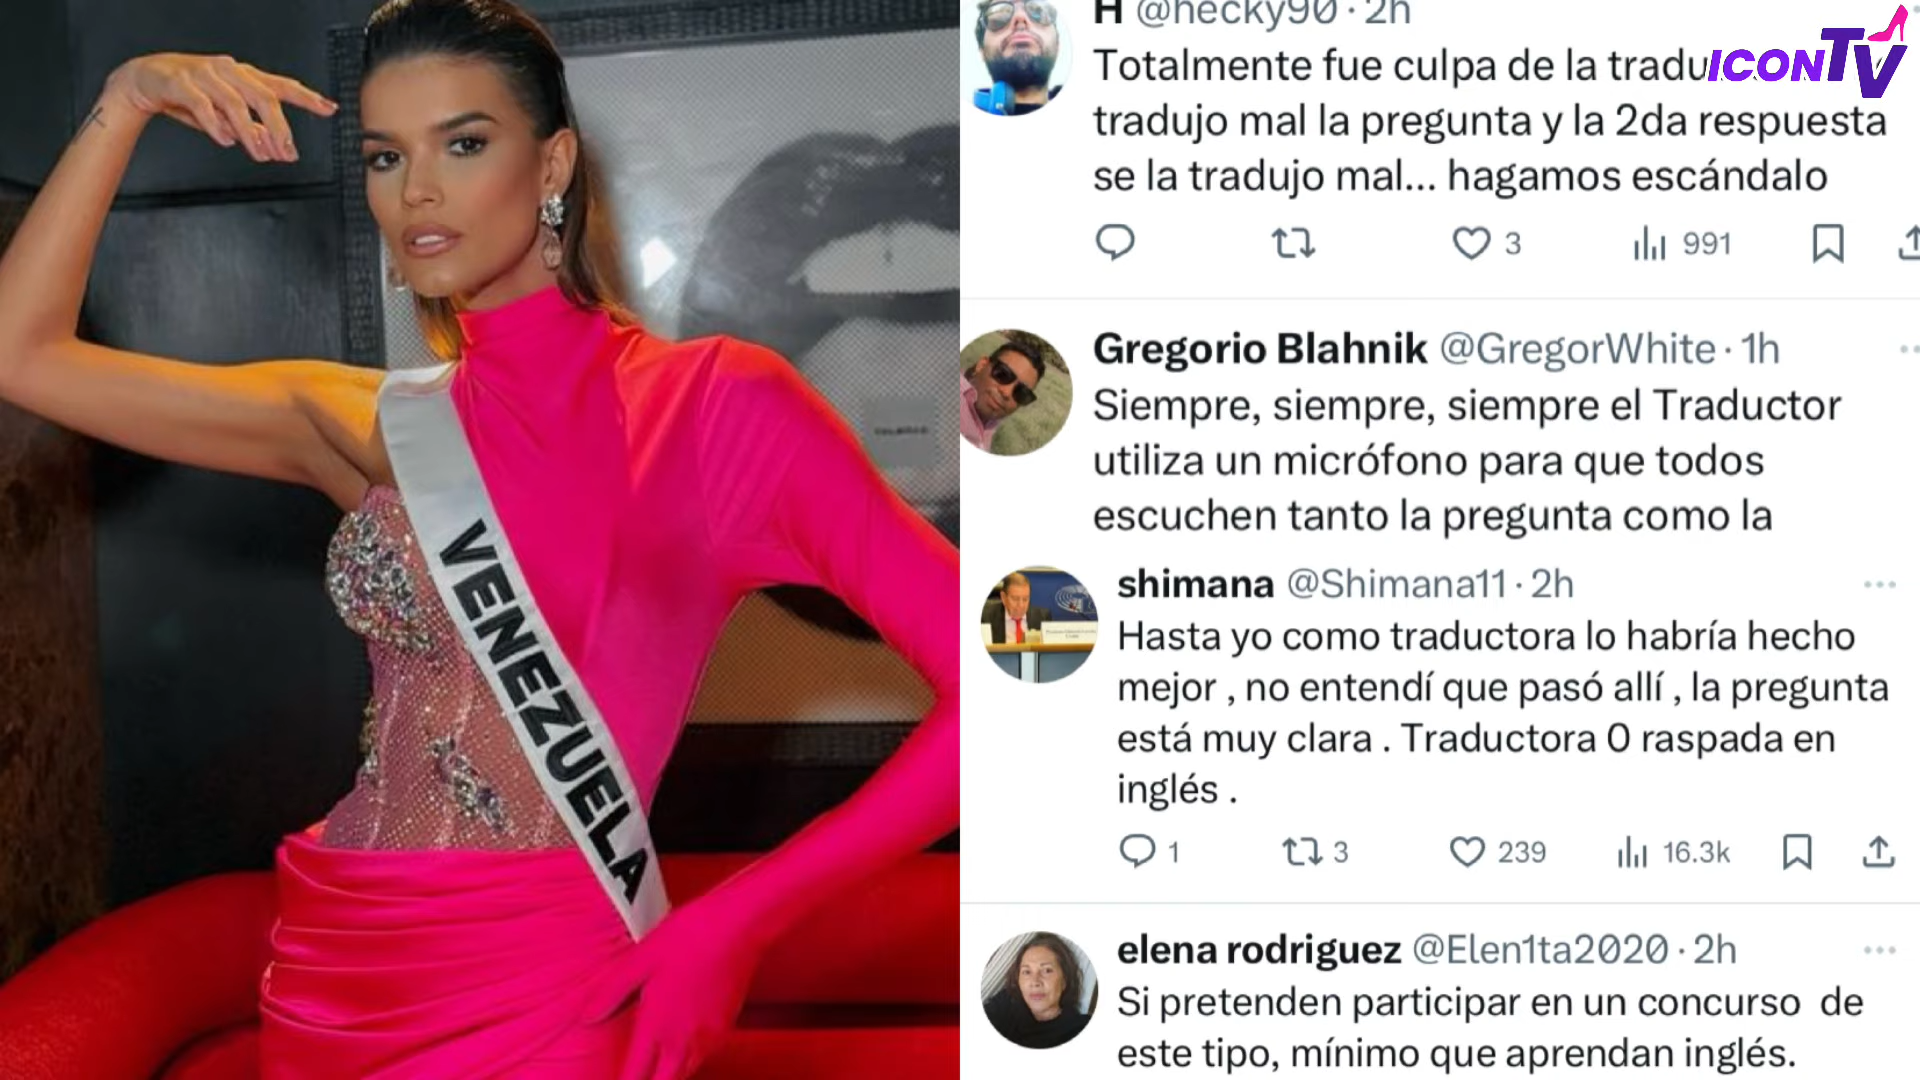 VENEZUELA
ICONTV
H @hecky90 · 2h
Totalmente fue culpa de la
tradujo mal la pregunta y la 2da respuesta
se la tradujo mal... hagamos escándalo
3 991
Gregorio Blahnik @GregorWhite · 1h
Siempre, siempre, siempre el Traductor
utiliza un micrófono para que todos
escuchen tanto la pregunta como la
shimana @Shimana11 · 2h
Hasta yo como traductora lo habría hecho
mejor , no entendí que pasó allí , la pregunta
está muy clara . Traductora 0 raspada en
inglés .
1 3 239 16.3k
elena rodriguez @Elen1ta2020 · 2h
Si pretenden participar en un concurso de
este tipo, mínimo que aprendan inglés.